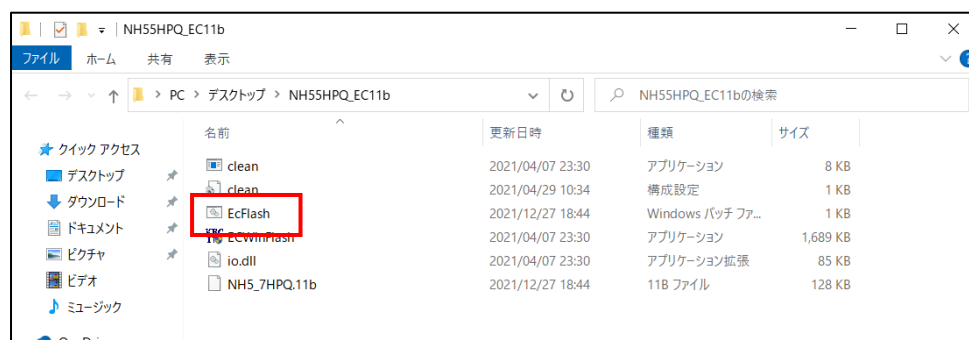 NH55HPQ_EC11b
ファイル ホーム 共有 表示
PC デスクトップ NH55HPQ_EC11b NH55HPQ_EC11bの検索
名前 更新日時 種類 サイズ
クイック アクセス
デスクトップ
ダウンロード
ドキュメント
ピクチャ
ビデオ
ミュージック
clean 2021/04/07 23:30 アプリケーション 8 KB
clean 2021/04/29 10:34 構成設定 1 KB
EcFlash 2021/12/27 18:44 Windows バッチ ファ... 1 KB
ECWinFlash 2021/04/07 23:30 アプリケーション 1,689 KB
io.dll 2021/04/07 23:30 アプリケーション拡張 85 KB
NH5_7HPQ.11b 2021/12/27 18:44 11B ファイル 128 KB